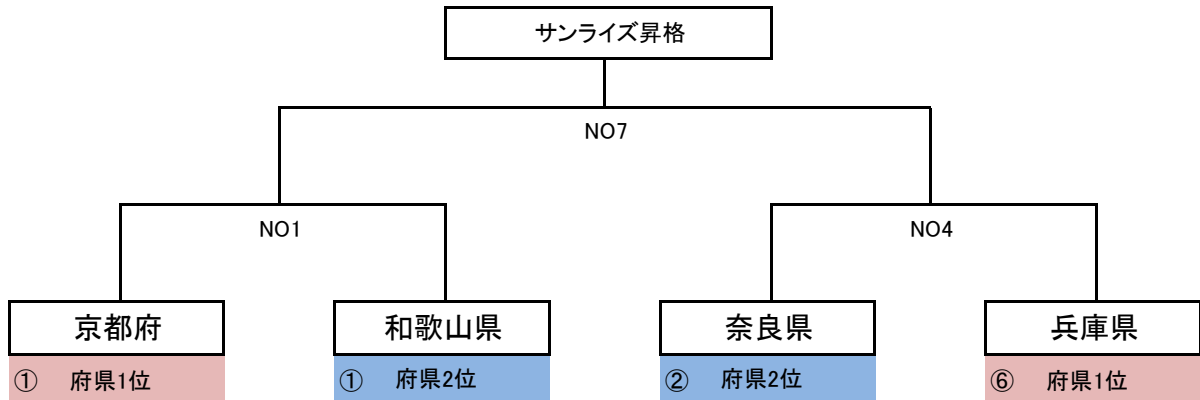 サンライズ昇格
NO7
NO1
NO4
京都府
和歌山県
奈良県
兵庫県
① 府県1位
① 府県2位
② 府県2位
⑥ 府県1位